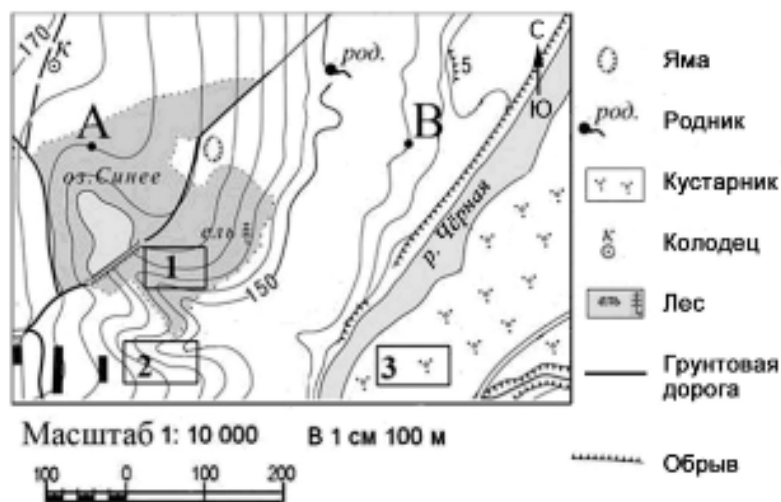 170
к
род.
5
С
Ю
А
В
оз. Синее
р. Чёрная
ель
1
150
2
3
Яма
род.
Родник
Кустарник
к
Колодец
ель
Лес
Грунтовая
дорога
Обрыв
Масштаб 1: 10 000
В 1 см 100 м
100
0
100
200